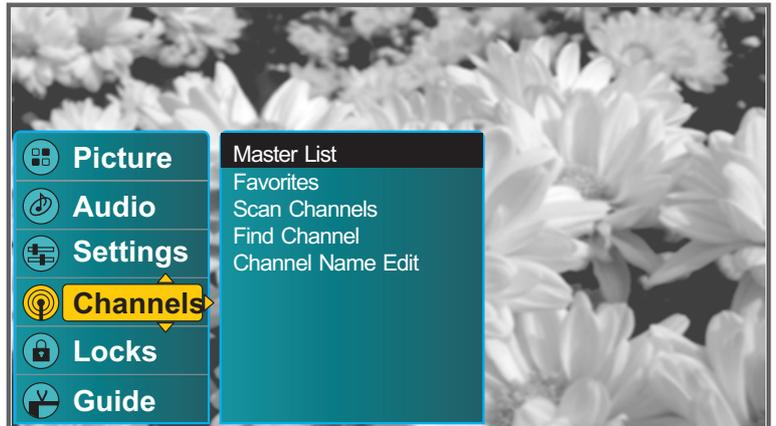 Picture
Audio
Settings
Channels
Locks
Guide
Master List
Favorites
Scan Channels
Find Channel
Channel Name Edit